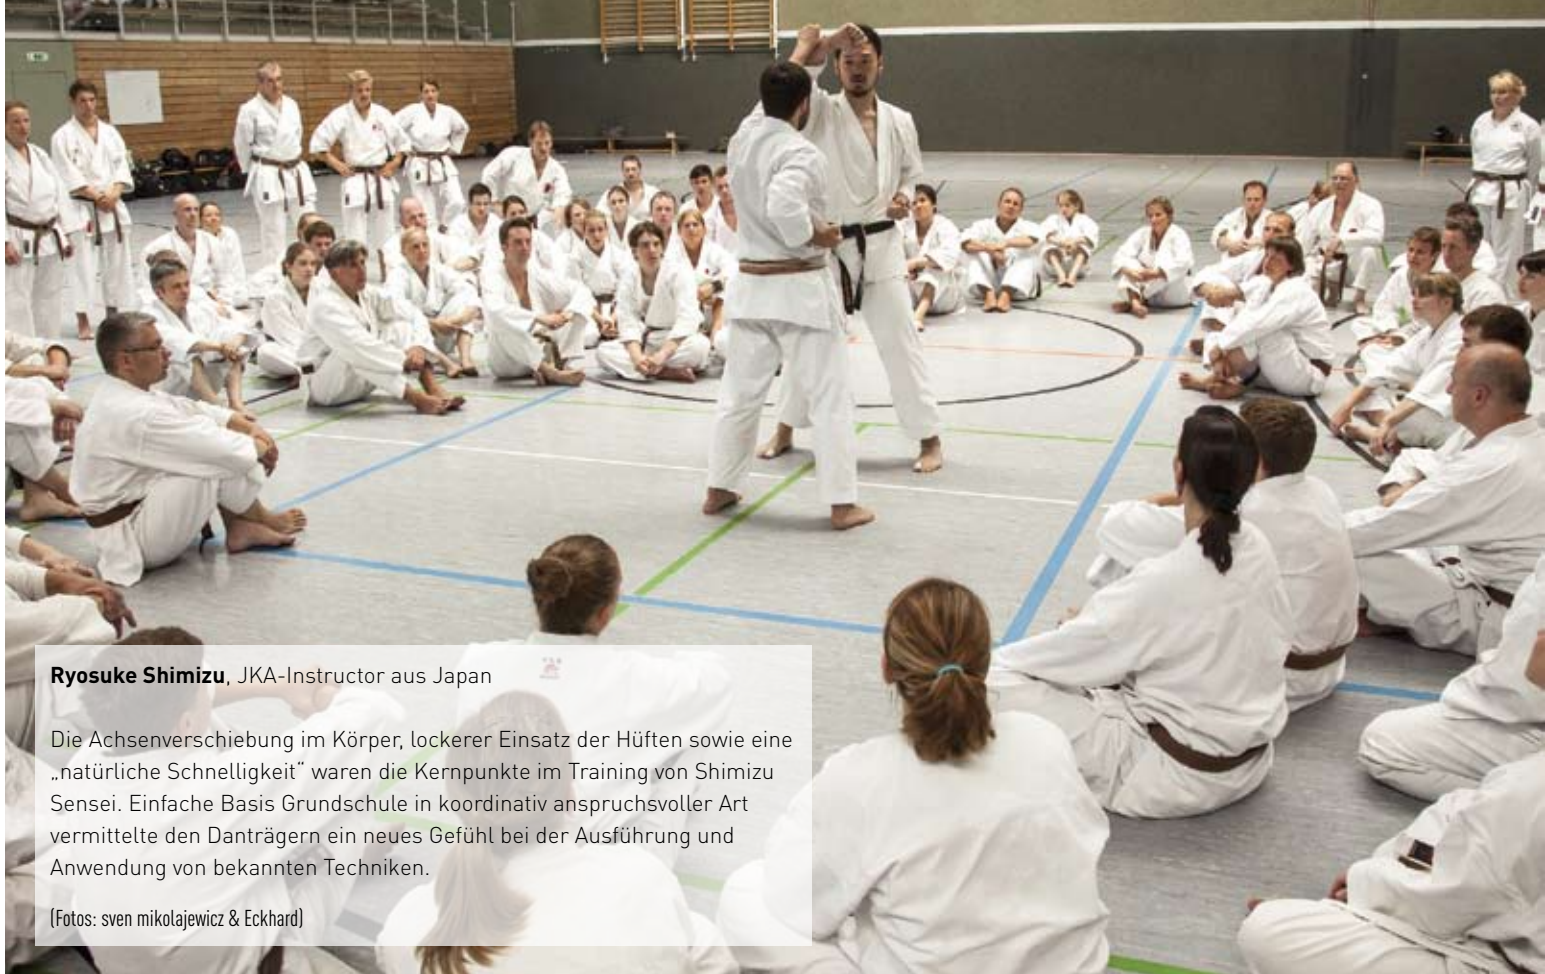 Ryosuke Shimizu, JKA-Instructor aus Japan
Die Achsenverschiebung im Körper, lockerer Einsatz der Hüften sowie eine
„natürliche Schnelligkeit“ waren die Kernpunkte im Training von Shimizu
Sensei. Einfache Basis Grundschule in koordinativ anspruchsvoller Art
vermittelte den Danträgern ein neues Gefühl bei der Ausführung und
Anwendung von bekannten Techniken.
(Fotos: sven mikolajewicz & Eckhard)